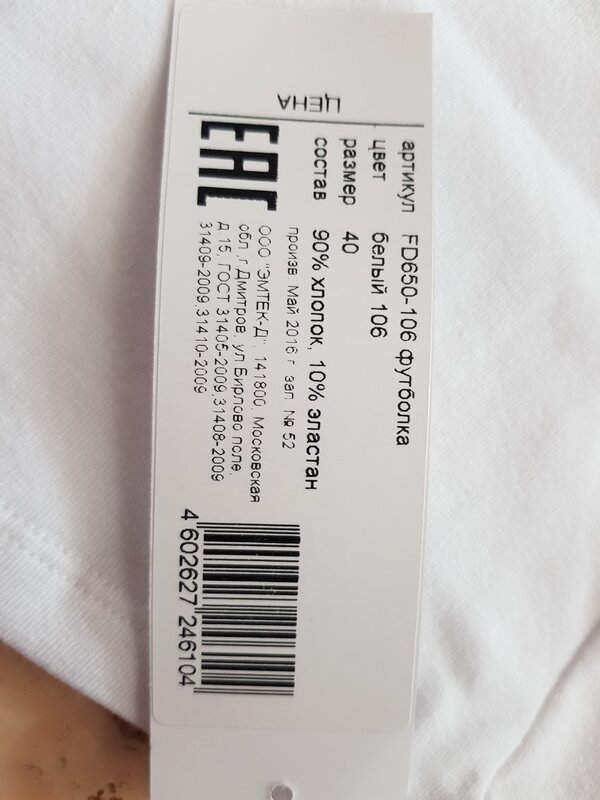 ЦЕНА
артикул FD650-106 футболка
цвет белый 106
размер 40
состав 90% хлопок, 10% эластан
произв. Май 2016 г. зап. № 52
ЕАС
ООО "ЭМТЕК-Д". 141800, Московская
обл., г.Дмитров, ул.Бирлово поле,
д.15, ГОСТ 31405-2009,31408-2009
31409-2009,31410-2009
4 602627 246104